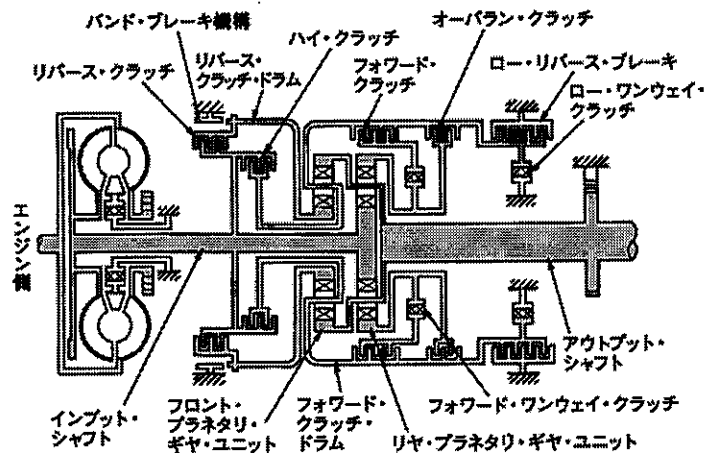 バンド・ブレーキ機構
オーバラン・クラッチ
リバース・
クラッチ・ドラム
ハイ・クラッチ
リバース・クラッチ
フォワード・
クラッチ
ロー・リバース・ブレーキ
ロー・ワンウェイ・
クラッチ
エンジン側
アウトプット・
シャフト
インプット・
シャフト
フロント・
プラネタリ・
ギヤ・ユニット
フォワード・
クラッチ・
ドラム
フォワード・ワンウェイ・クラッチ
リヤ・プラネタリ・ギヤ・ユニット